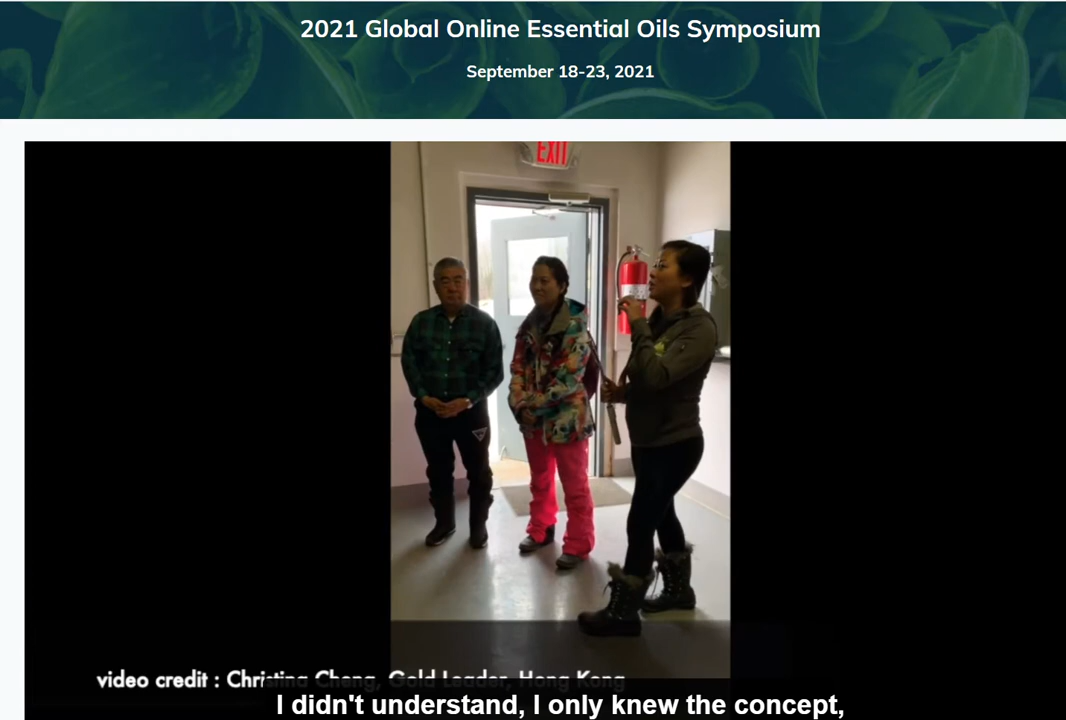 2021 Global Online Essential Oils Symposium
September 18-23, 2021
EXIT
video credit : Christina Cheng, Gold Leader, Hong Kong
I didn't understand, I only knew the concept,